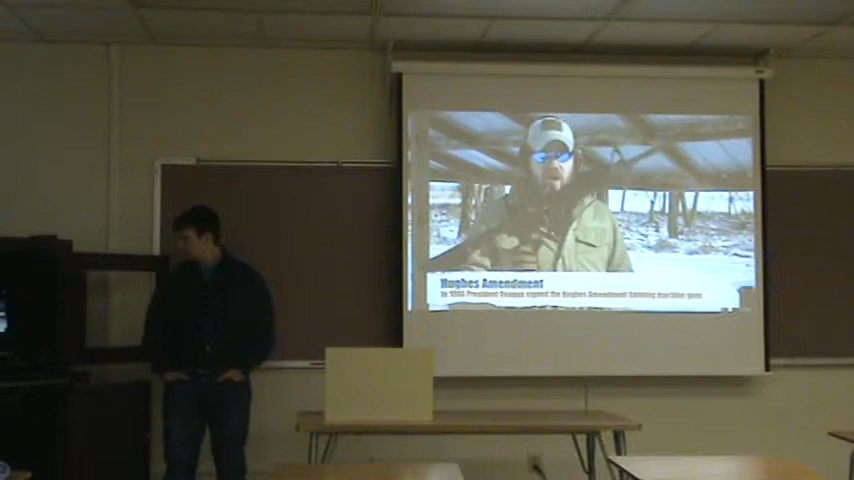 Hughes Amendment
In 1986 President Reagan signed the Hughes Amendment banning machine guns